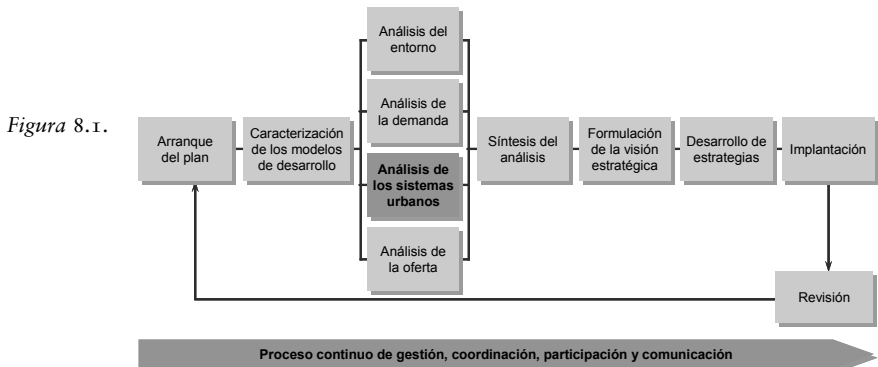 Figura 8.1.
Arranque
del plan
Caracterización
de los modelos
de desarrollo
Análisis del
entorno
Análisis de
la demanda
Análisis de
los sistemas
urbanos
Análisis de
la oferta
Síntesis del
análisis
Formulación
de la visión
estratégica
Desarrollo de
estrategias
Implantación
Revisión
Proceso continuo de gestión, coordinación, participación y comunicación